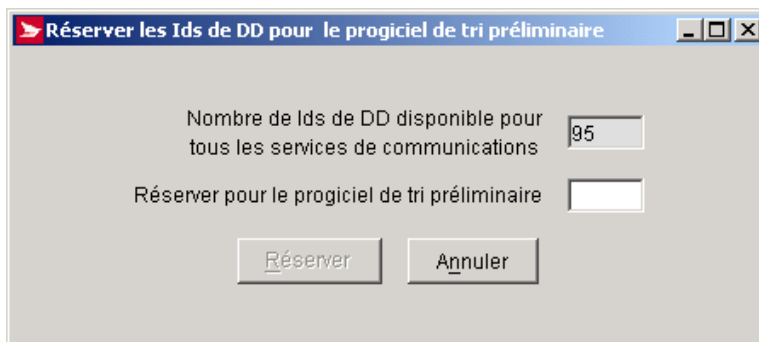 Réserver les Ids de DD pour le progiciel de tri préliminaire
Nombre de Ids de DD disponible pour
tous les services de communications
95
Réserver pour le progiciel de tri préliminaire
Réserver
Annuler